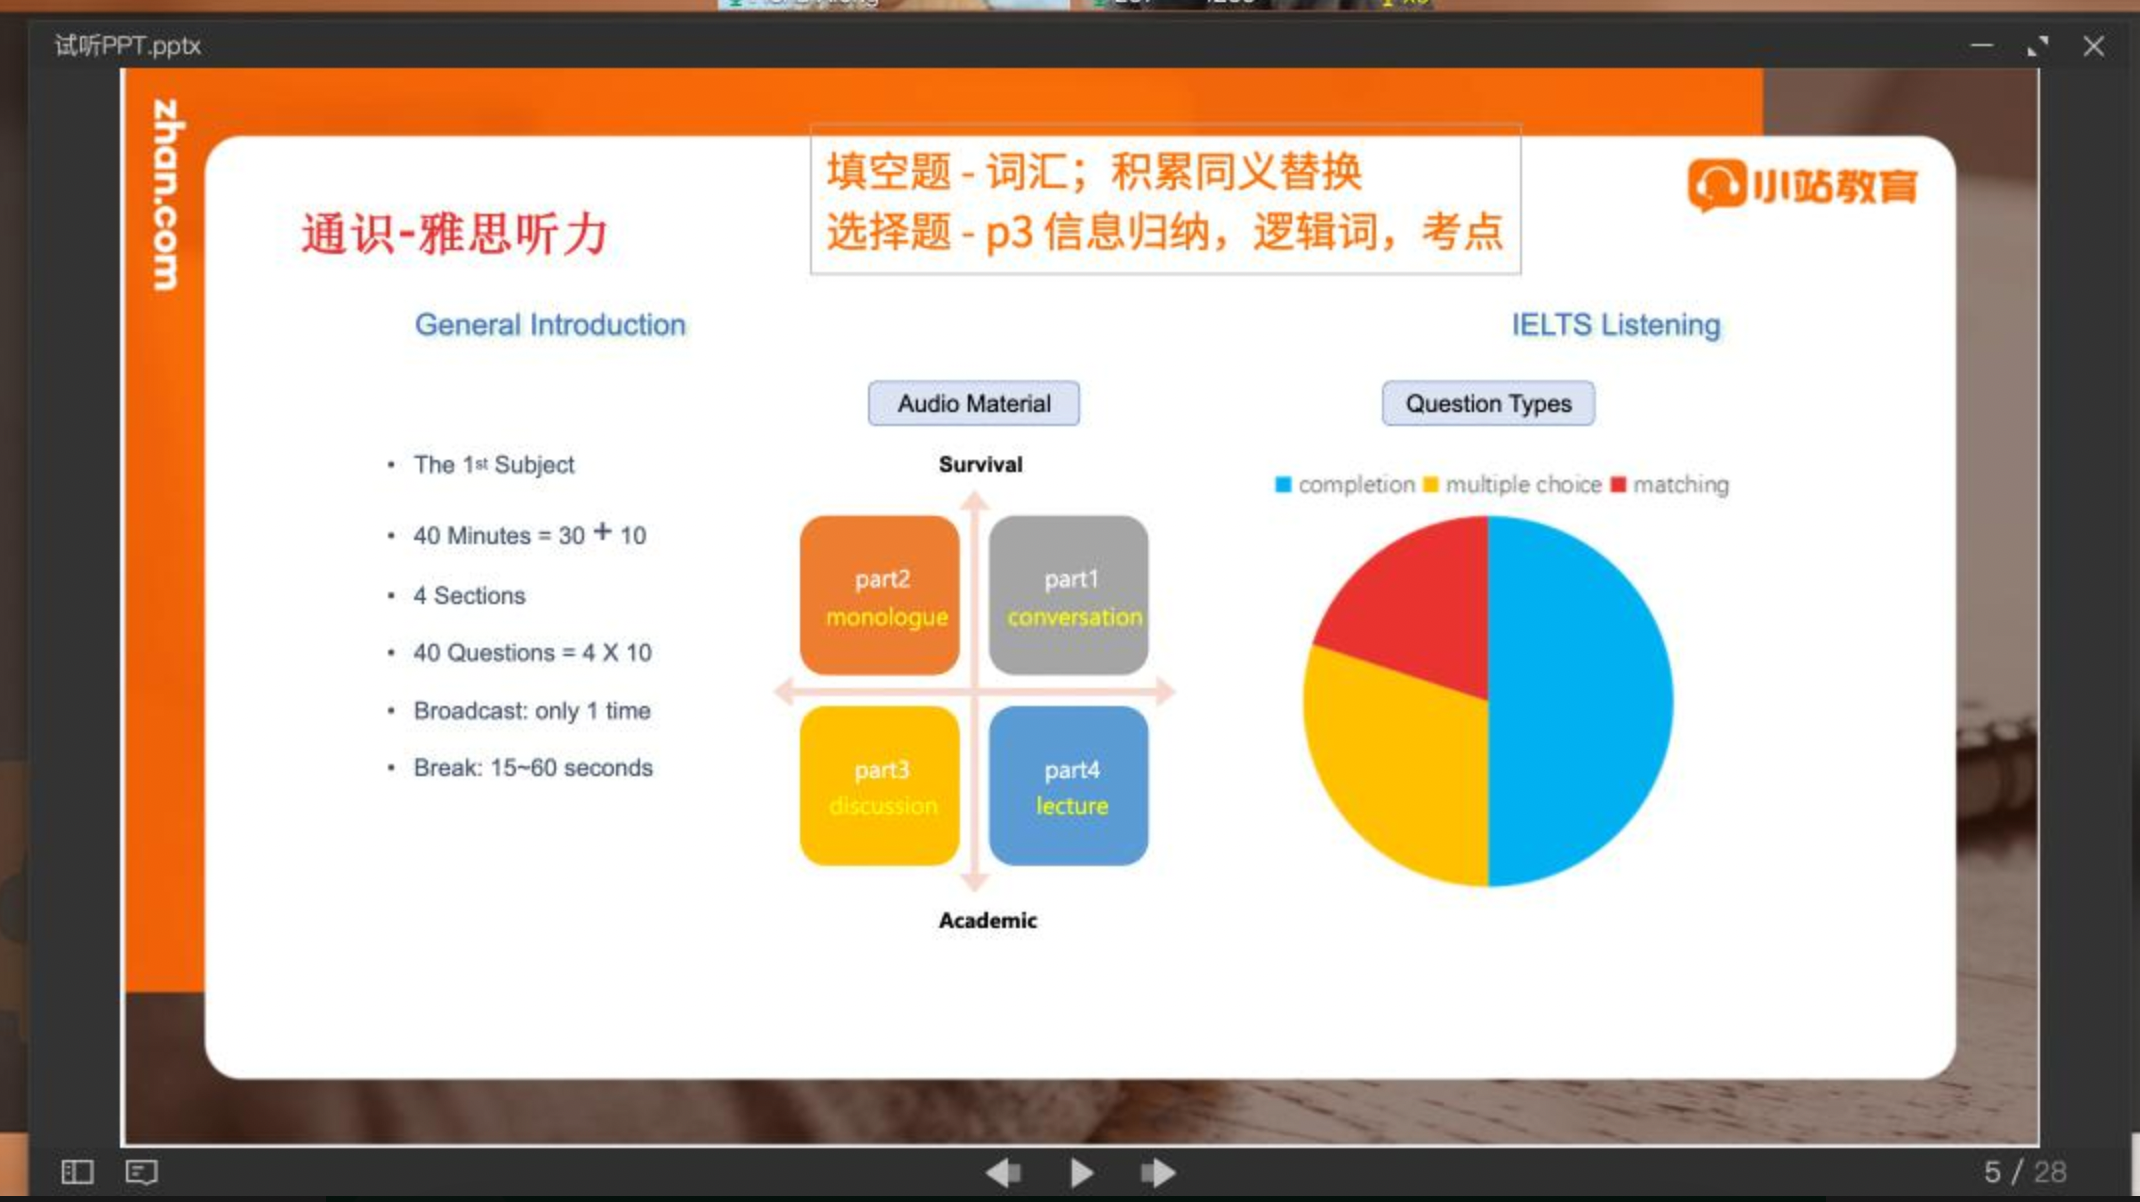 试听PPT.pptx
zhan.com
填空题 - 词汇；积累同义替换
选择题 - p3 信息归纳，逻辑词，考点
小站教育
通识-雅思听力
General Introduction
IELTS Listening
Audio Material
Question Types
• The 1st Subject
• 40 Minutes = 30 + 10
• 4 Sections
• 40 Questions = 4 X 10
• Broadcast: only 1 time
• Break: 15~60 seconds
Survival
part2
monologue
part1
conversation
part3
discussion
part4
lecture
Academic
completion multiple choice matching
5 / 28